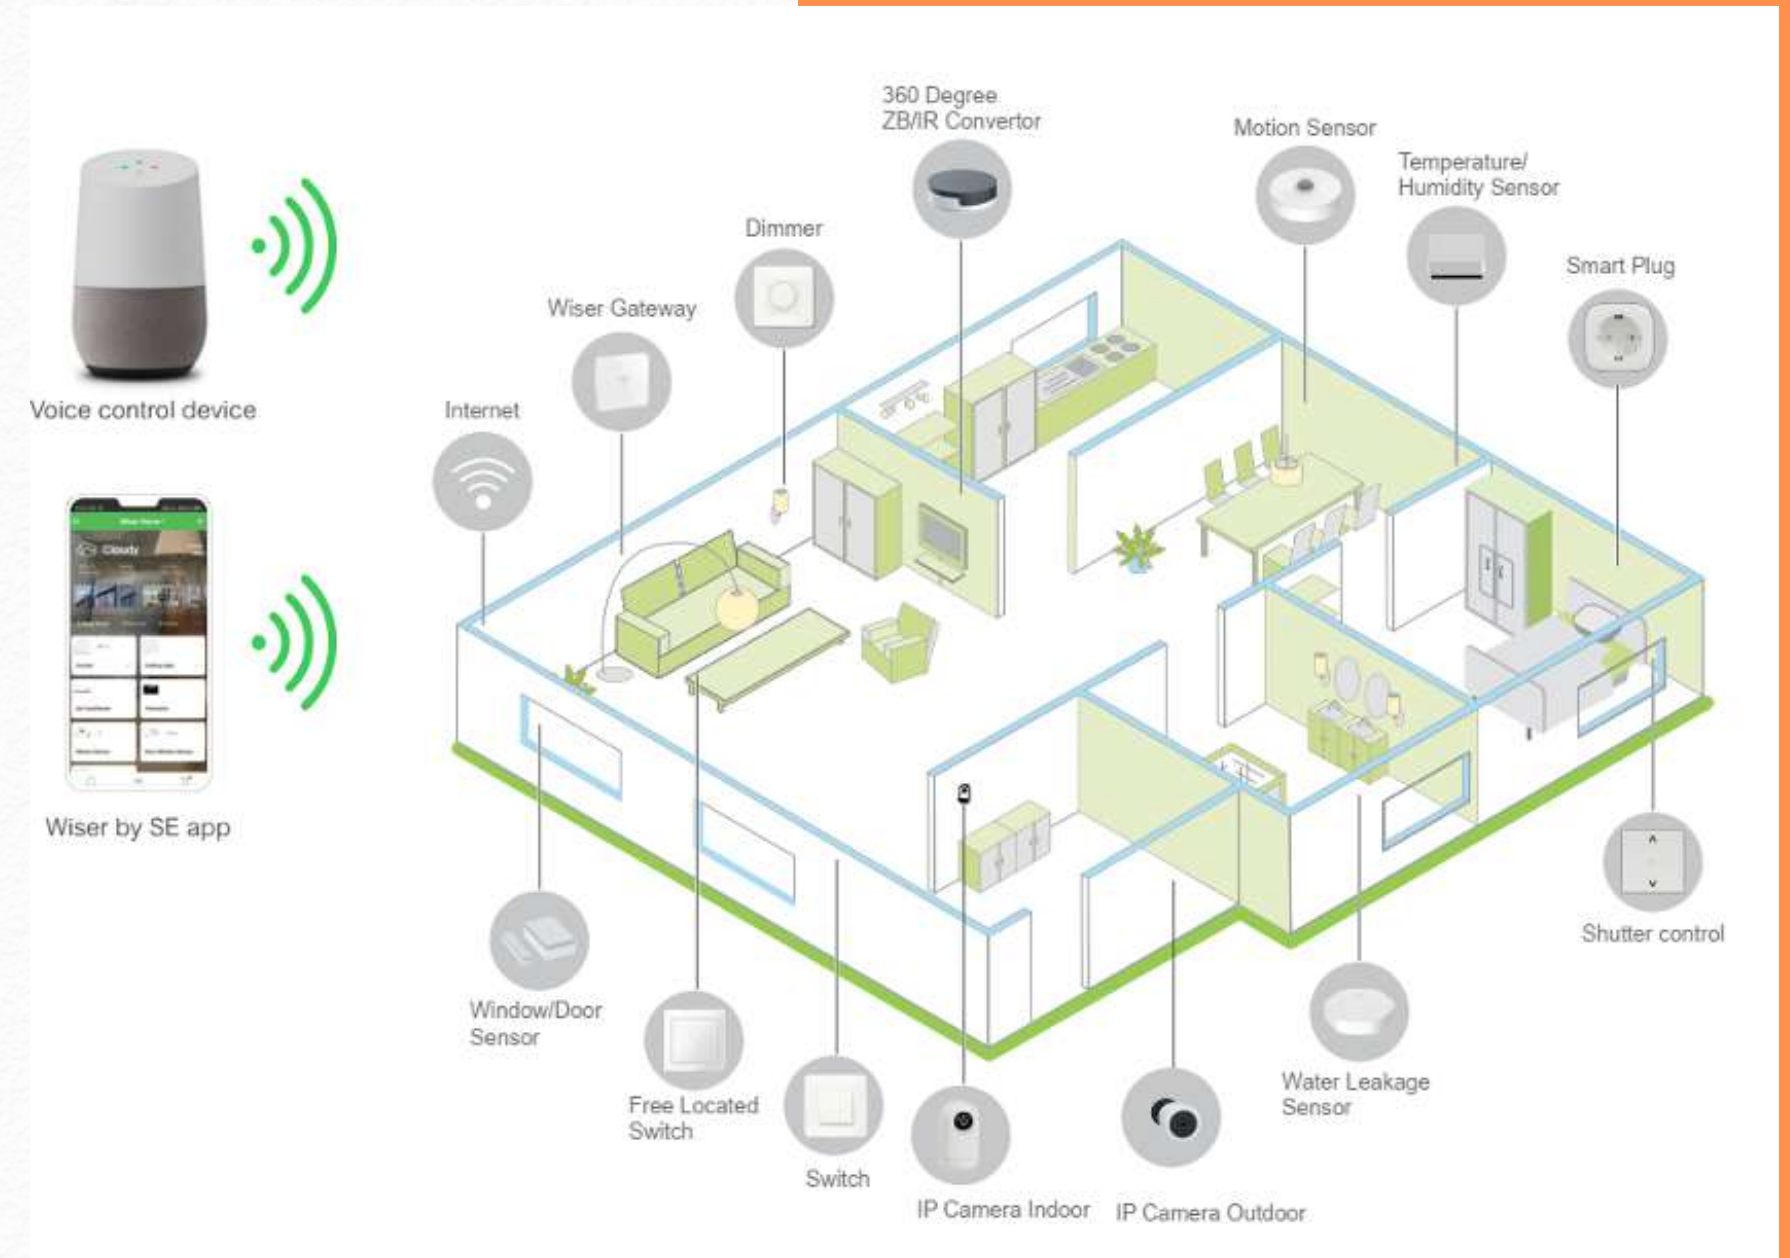 360 Degree
ZB/IR Convertor
Motion Sensor
Temperature/
Humidity Sensor
Dimmer
Smart Plug
Wiser Gateway
Internet
Voice control device
Cloudy
Wiser by SE app
Shutter control
Window/Door
Sensor
Water Leakage
Sensor
Free Located
Switch
Switch
IP Camera Indoor
IP Camera Outdoor